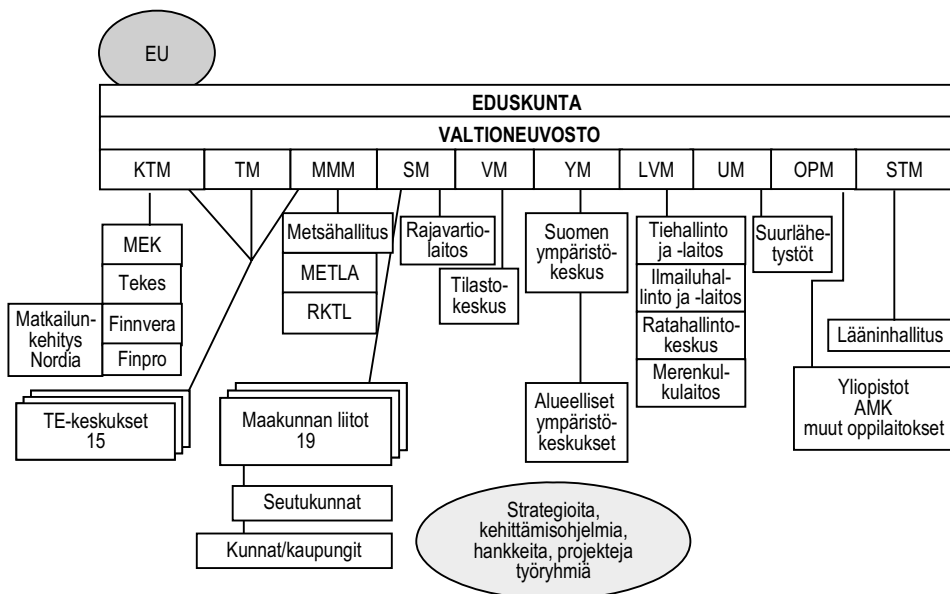 EU
EDUSKUNTA
VALTIONEUVOSTO
KTM
TM
MMM
SM
VM
YM
LVM
UM
OPM
STM
MEK
Tekes
Finnvera
Finpro
Matkailun-
kehitys
Nordia
Metsähallitus
METLA
RKTL
Rajavartio-
laitos
Tilasto-
keskus
Suomen
ympäristö-
keskus
Alueelliset
ympäristö-
keskukset
Tiehallinto
ja -laitos
Ilmailuhal-
linto ja -laitos
Ratahallinto-
keskus
Merenkul-
kulaitos
Suurlähe-
tystöt
Lääninhallitus
Yliopistot
AMK
muut oppilaitokset
TE-keskukset
15
Maakunnan liitot
19
Seutukunnat
Kunnat/kaupungit
Strategioita,
kehittämisohjelmia,
hankkeita, projekteja
työryhmiä